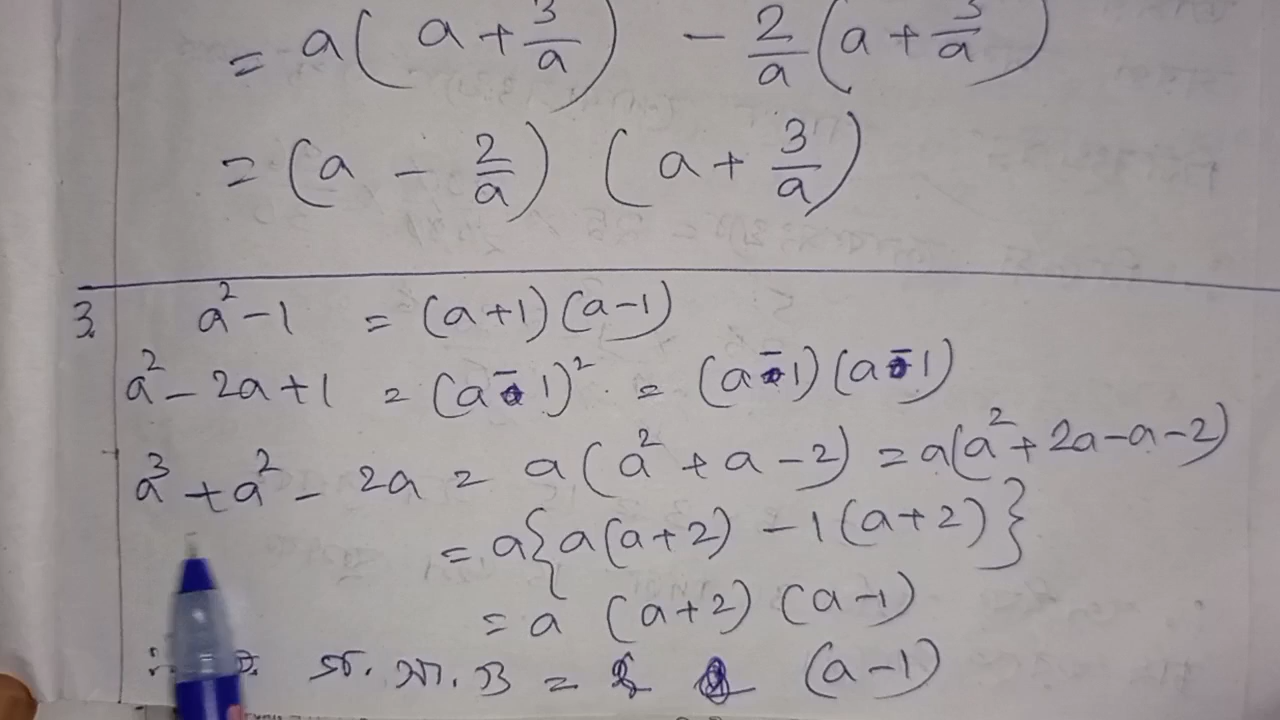 = a( a + 3/a ) - 2/a (a + 3/a )
= (a - 2/a ) ( a + 3/a )
3. a² - 1 = (a+1) (a-1)
a² - 2a + 1 = (a - 1)² = (a - 1) (a - 1)
a³ + a² - 2a = a ( a² + a - 2) = a(a² + 2a - a - 2)
= a{ a(a+2) - 1(a+2) }
= a (a+2) (a-1)
∴ = (a-1)